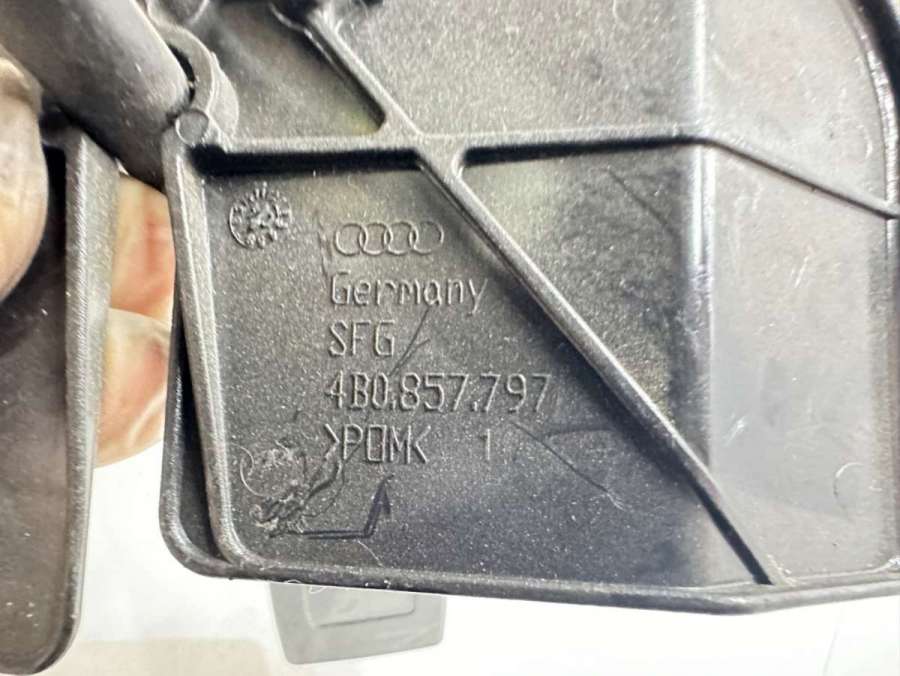 Germany
SFG
4B0.857.797
>POM< 1